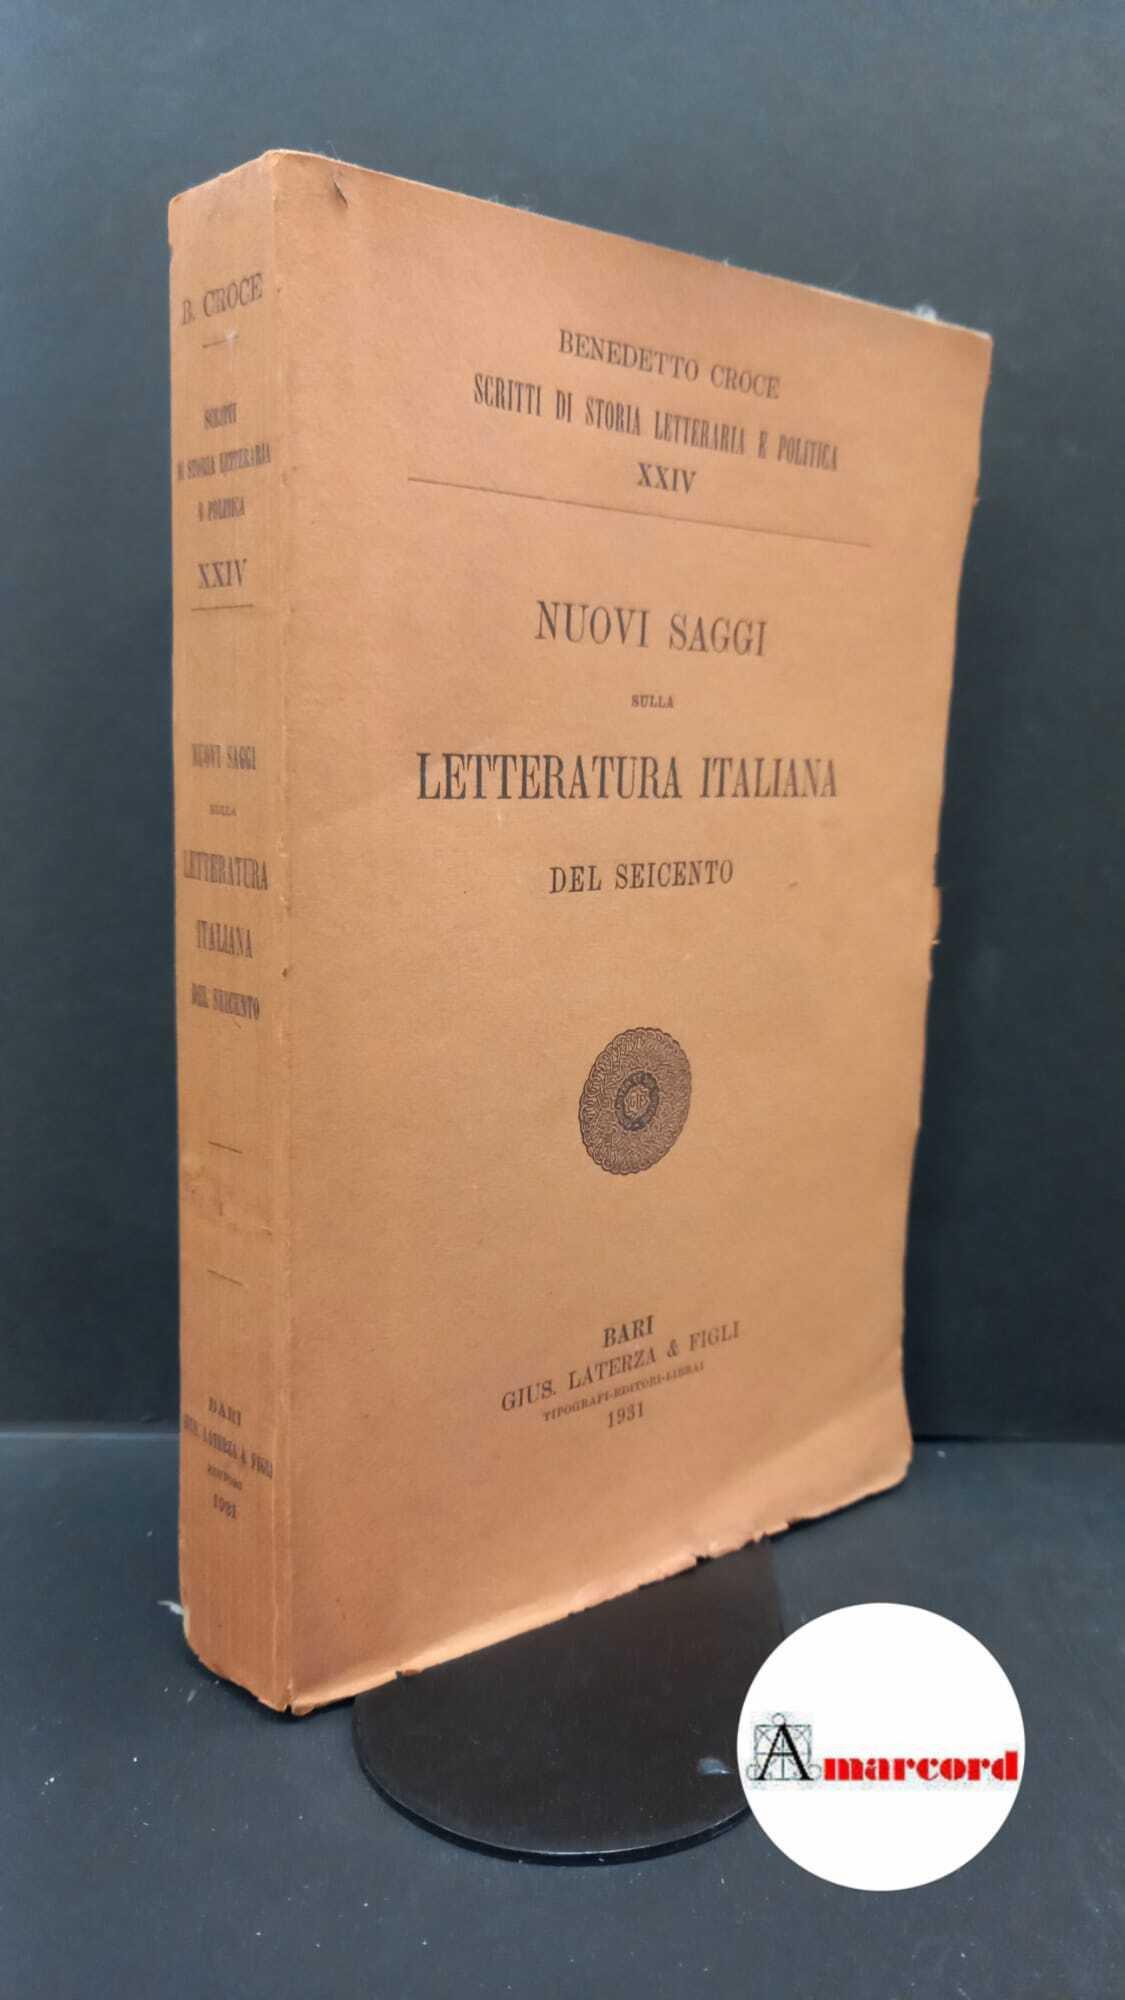 B. CROCE
SCRITTI
DI STORIA LETTERARIA
E POLITICA
XXIV
NUOVI SAGGI
SULLA
LETTERATURA
ITALIANA
DEL SEICENTO
BARI
GIUS. LATERZA & FIGLI
1931
BENEDETTO CROCE
SCRITTI DI STORIA LETTERARIA E POLITICA
XXIV
NUOVI SAGGI
SULLA
LETTERATURA ITALIANA
DEL SEICENTO
BARI
GIUS. LATERZA & FIGLI
TIPOGRAFI-EDITORI-LIBRAI
1931
Amarcord